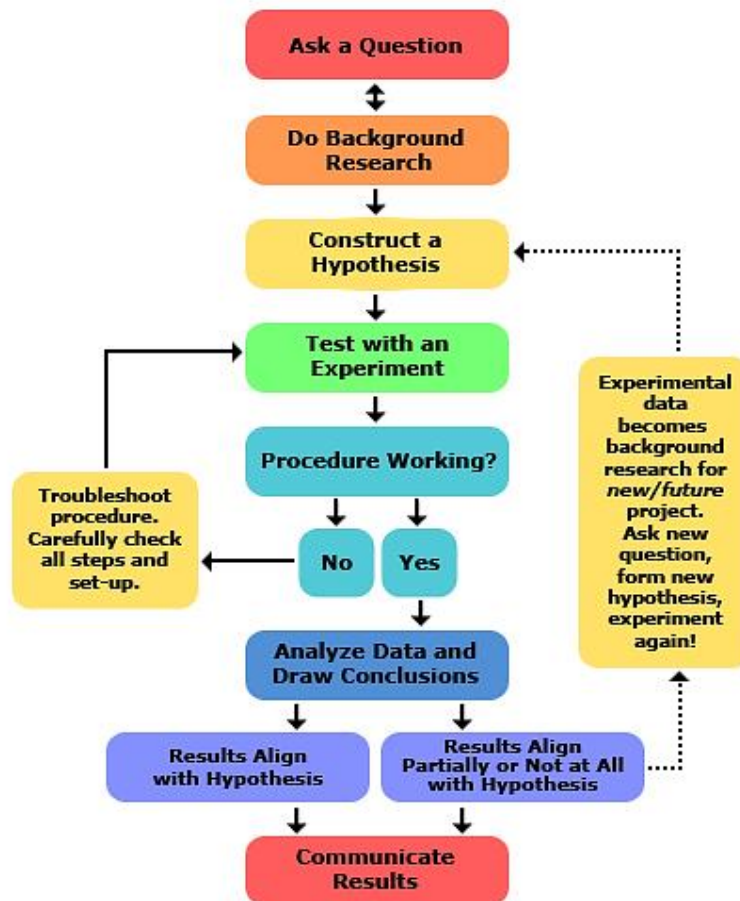 Ask a Question
Do Background
Research
Construct a
Hypothesis
Test with an
Experiment
Procedure Working?
No
Yes
Troubleshoot
procedure.
Carefully check
all steps and
set-up.
Experimental
data
becomes
background
research for
new/future
project.
Ask new
question,
form new
hypothesis,
experiment
again!
Analyze Data and
Draw Conclusions
Results Align
with Hypothesis
Results Align
Partially or Not at All
with Hypothesis
Communicate
Results